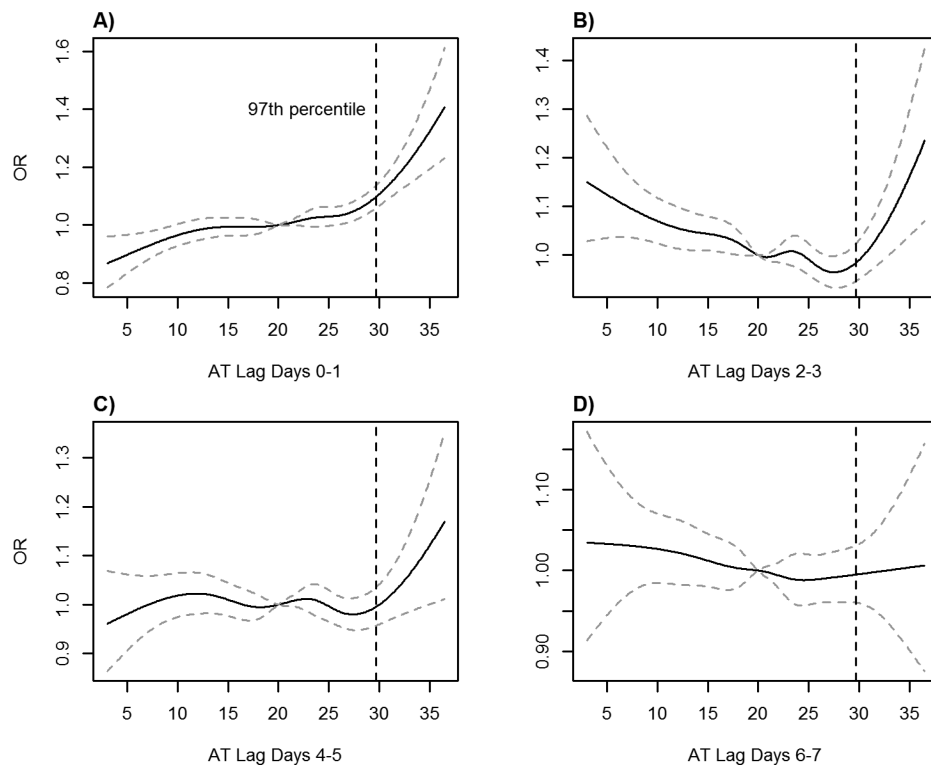 A)
OR
0.8 1.0 1.2 1.4 1.6
97th percentile
5 10 15 20 25 30 35
AT Lag Days 0-1
B)
1.0 1.1 1.2 1.3 1.4
5 10 15 20 25 30 35
AT Lag Days 2-3
C)
OR
0.9 1.0 1.1 1.2 1.3
5 10 15 20 25 30 35
AT Lag Days 4-5
D)
0.90 1.00 1.10
5 10 15 20 25 30 35
AT Lag Days 6-7